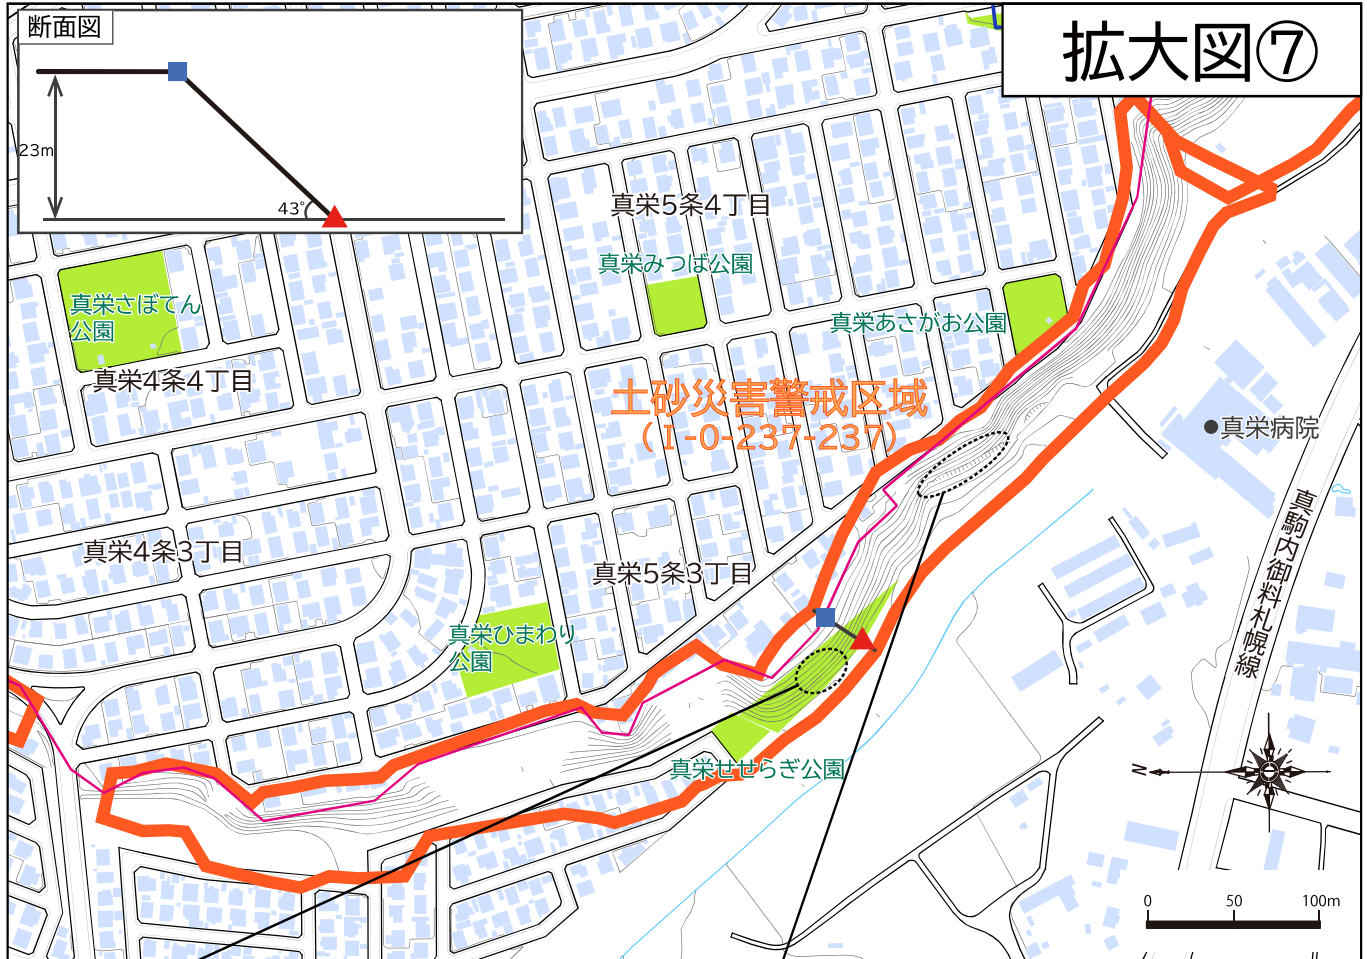 断面図
23m
43°
拡大図⑦
真栄5条4丁目
真栄みつば公園
真栄さぼてん
公園
真栄あさがお公園
真栄4条4丁目
土砂災害警戒区域
(Ⅰ-0-237-237)
真栄病院
真駒内御料札幌線
真栄4条3丁目
真栄5条3丁目
真栄ひまわり
公園
真栄せせらぎ公園
N
0 50 100m